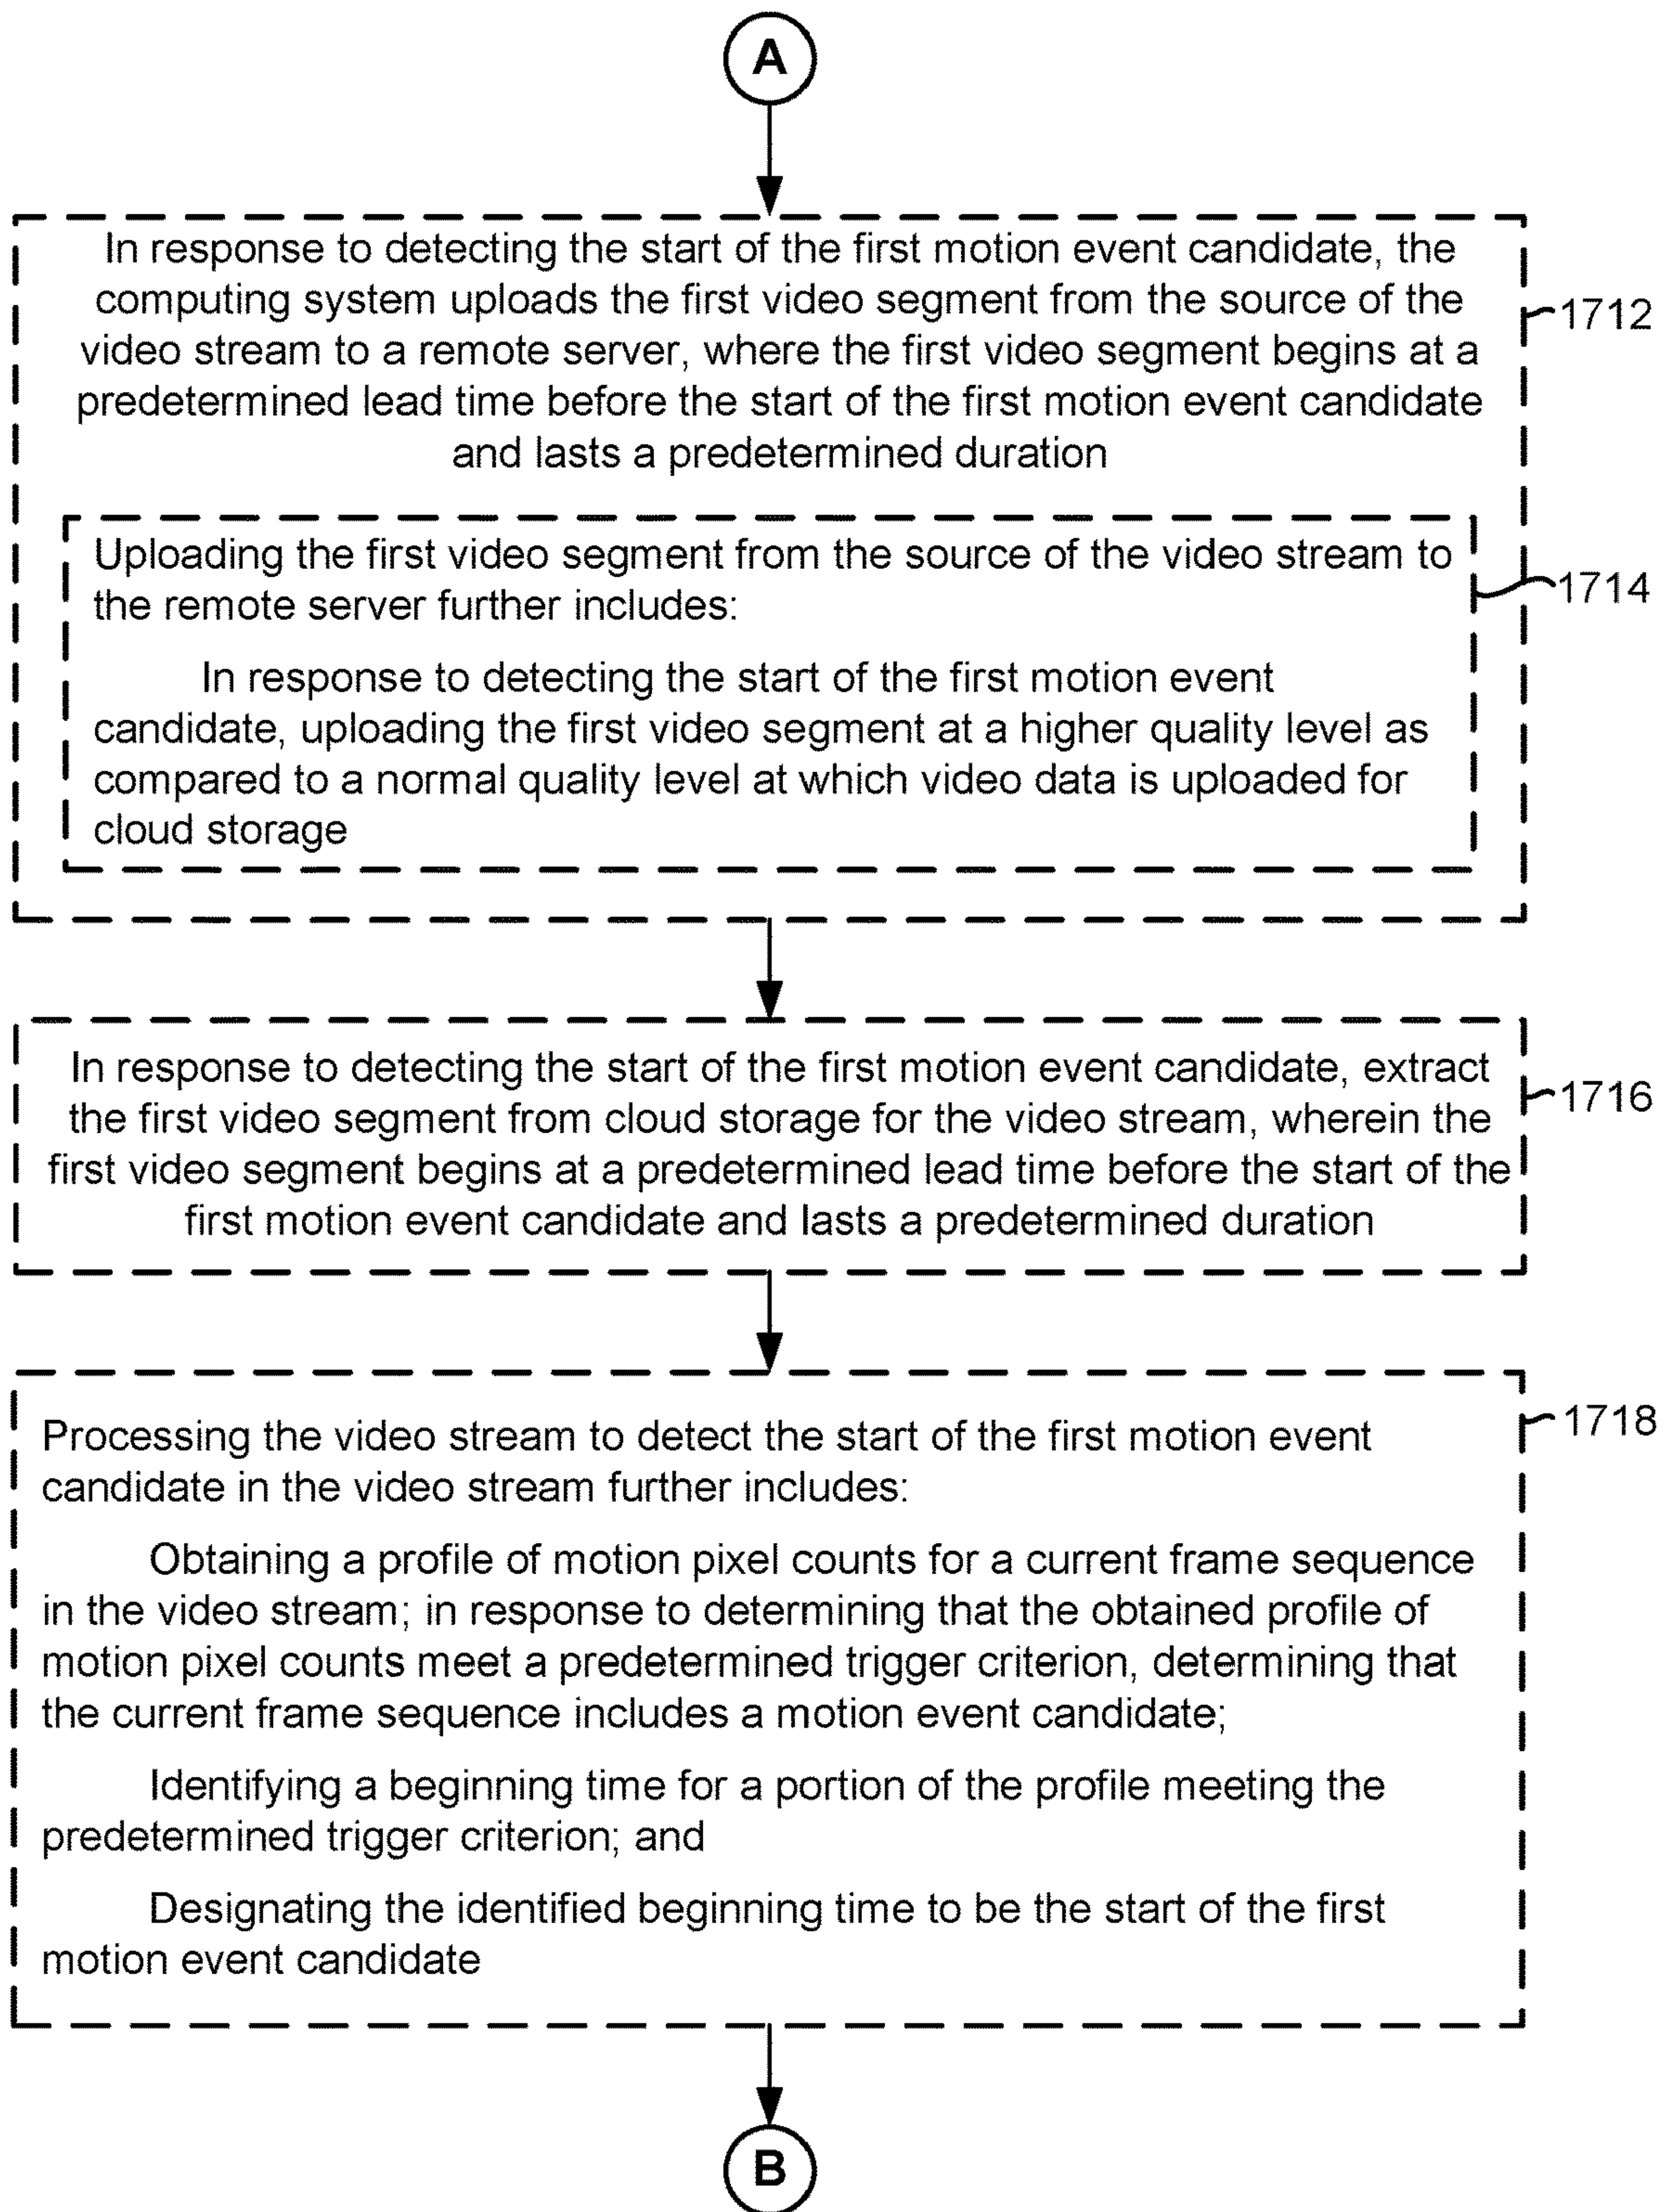 A
In response to detecting the start of the first motion event candidate, the
computing system uploads the first video segment from the source of the
video stream to a remote server, where the first video segment begins at a
predetermined lead time before the start of the first motion event candidate
and lasts a predetermined duration
1712
Uploading the first video segment from the source of the video stream to
the remote server further includes:
In response to detecting the start of the first motion event
candidate, uploading the first video segment at a higher quality level as
compared to a normal quality level at which video data is uploaded for
cloud storage
1714
In response to detecting the start of the first motion event candidate, extract
the first video segment from cloud storage for the video stream, wherein the
first video segment begins at a predetermined lead time before the start of the
first motion event candidate and lasts a predetermined duration
1716
Processing the video stream to detect the start of the first motion event
candidate in the video stream further includes:
Obtaining a profile of motion pixel counts for a current frame sequence
in the video stream; in response to determining that the obtained profile of
motion pixel counts meet a predetermined trigger criterion, determining that
the current frame sequence includes a motion event candidate;
Identifying a beginning time for a portion of the profile meeting the
predetermined trigger criterion; and
Designating the identified beginning time to be the start of the first
motion event candidate
1718
B